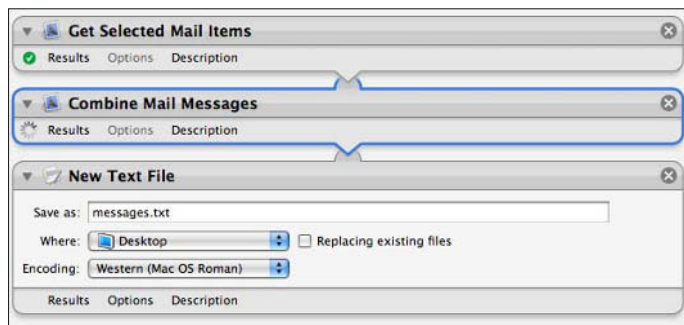 Get Selected Mail Items
Results Options Description
Combine Mail Messages
Results Options Description
New Text File
Save as: messages.txt
Where: Desktop Replacing existing files
Encoding: Western (Mac OS Roman)
Results Options Description